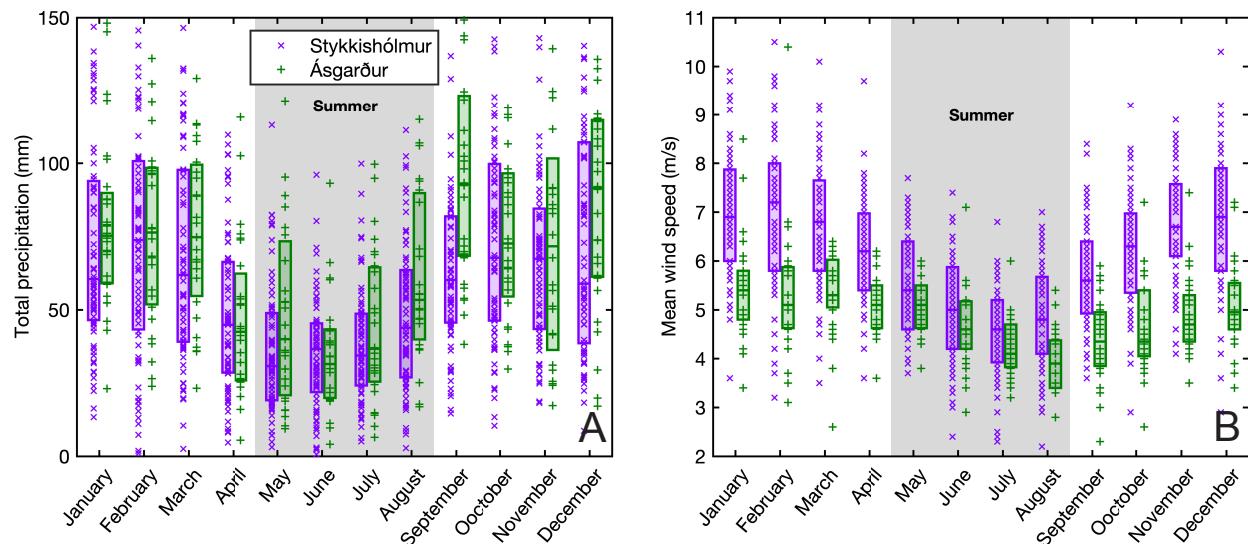 Total precipitation (mm)
150
100
50
0
Stykkishólmur
Ásgarður
Summer
A
January
February
March
April
May
June
July
August
September
Ooctober
November
December
Mean wind speed (m/s)
11
10
9
8
7
6
5
4
3
2
Summer
B
January
February
March
April
May
June
July
August
September
Ooctober
November
December